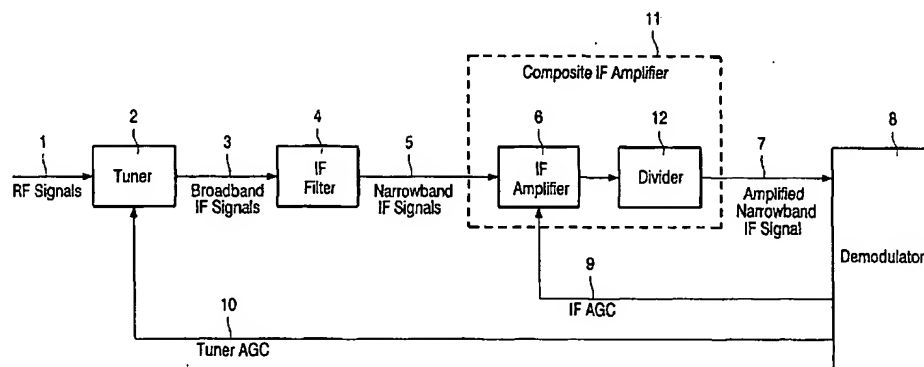 11
Composite IF Amplifier
2
4
6
12
8
1
3
5
7
Tuner
IF
Filter
IF
Amplifier
Divider
RF Signals
Broadband
IF Signals
Narrowband
IF Signals
Amplified
Narrowband
IF Signal
Demodulator
9
IF AGC
10
Tuner AGC